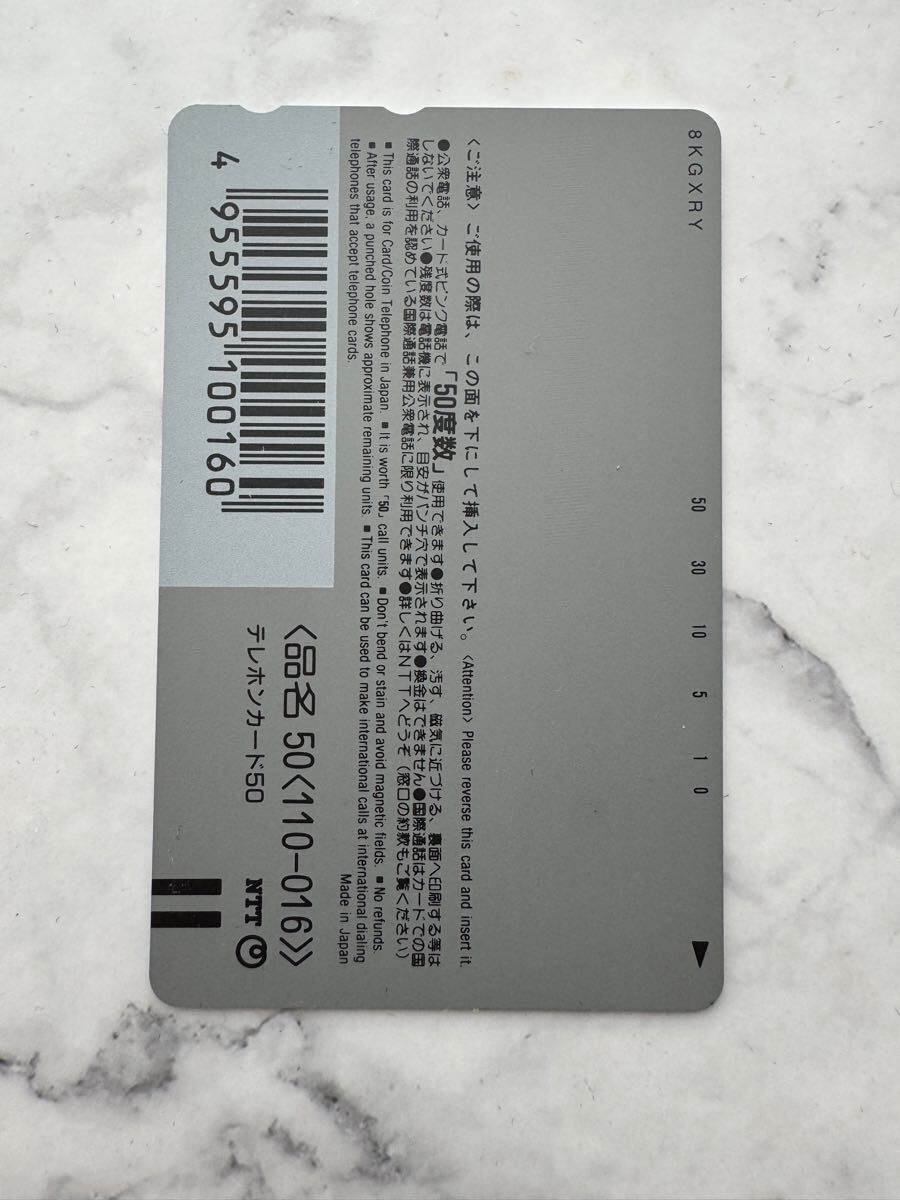 8KGXRY
50 30 10 5 1 0
〈ご注意〉ご使用の際は、この面を下にして挿入して下さい。〈Attention〉Please reverse this card and insert it.
●公衆電話、カード式ピンク電話で「50度数」使用できます●折り曲げる、汚す、磁気に近づける、裏面へ印刷する等は
しないでください●残度数は電話機に表示され、目安がパンチ穴で表示されます●換金はできません●国際通話はカードでの国
際通話の利用を認めている国際通話兼用公衆電話に限り利用できます●詳しくはNTTへどうぞ（窓口の約款もご覧ください）
■This card is for Card/Coin Telephone in Japan. ■It is worth「50」call units. ■Don't bend or stain and avoid magnetic fields. ■No refunds.
■After usage, a punched hole shows approximate remaining units. ■This card can be used to make international calls at international dialing
telephones that accept telephone cards.
Made in Japan
〈品名 50〈110-016〉〉
テレホンカード50
NTT
4 955595 100160